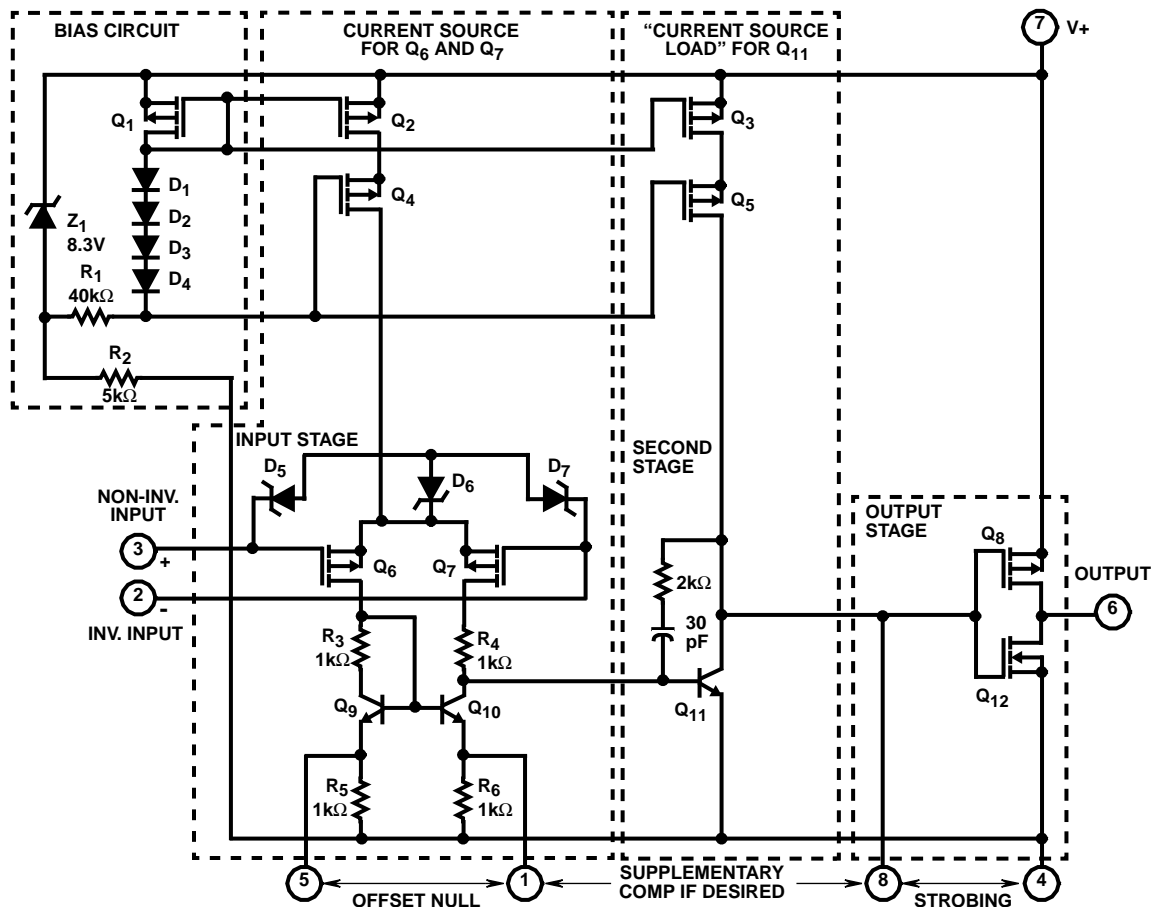 BIAS CIRCUIT
CURRENT SOURCE
FOR Q6 AND Q7
“CURRENT SOURCE
LOAD” FOR Q11
7
V+
Q1
Q2
Q3
D1
Q4
Q5
D2
Z1
8.3V
D3
D4
R1
40kΩ
R2
5kΩ
INPUT STAGE
D5
D6
D7
SECOND
STAGE
NON-INV.
INPUT
3
+
OUTPUT
STAGE
Q8
Q6
Q7
2kΩ
OUTPUT
6
2
-
INV. INPUT
30
pF
R3
1kΩ
R4
1kΩ
Q9
Q10
Q11
Q12
R5
1kΩ
R6
1kΩ
5
OFFSET NULL
1
SUPPLEMENTARY
COMP IF DESIRED
8
STROBING
4